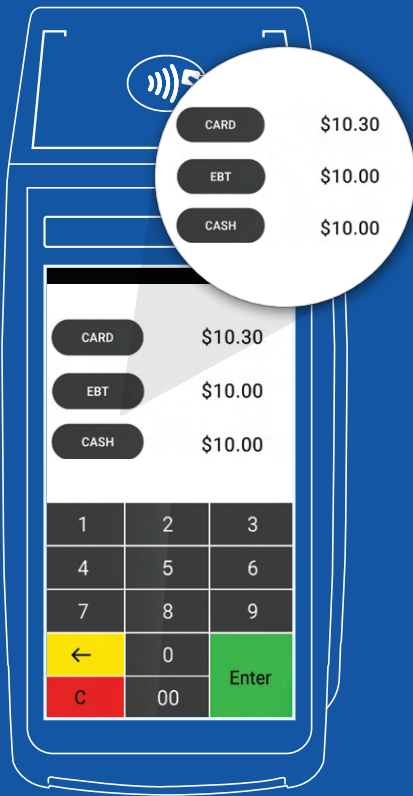 CARD $10.30
EBT $10.00
CASH $10.00
CARD $10.30
EBT $10.00
CASH $10.00
1 2 3
4 5 6
7 8 9
← 0
Enter
C 00